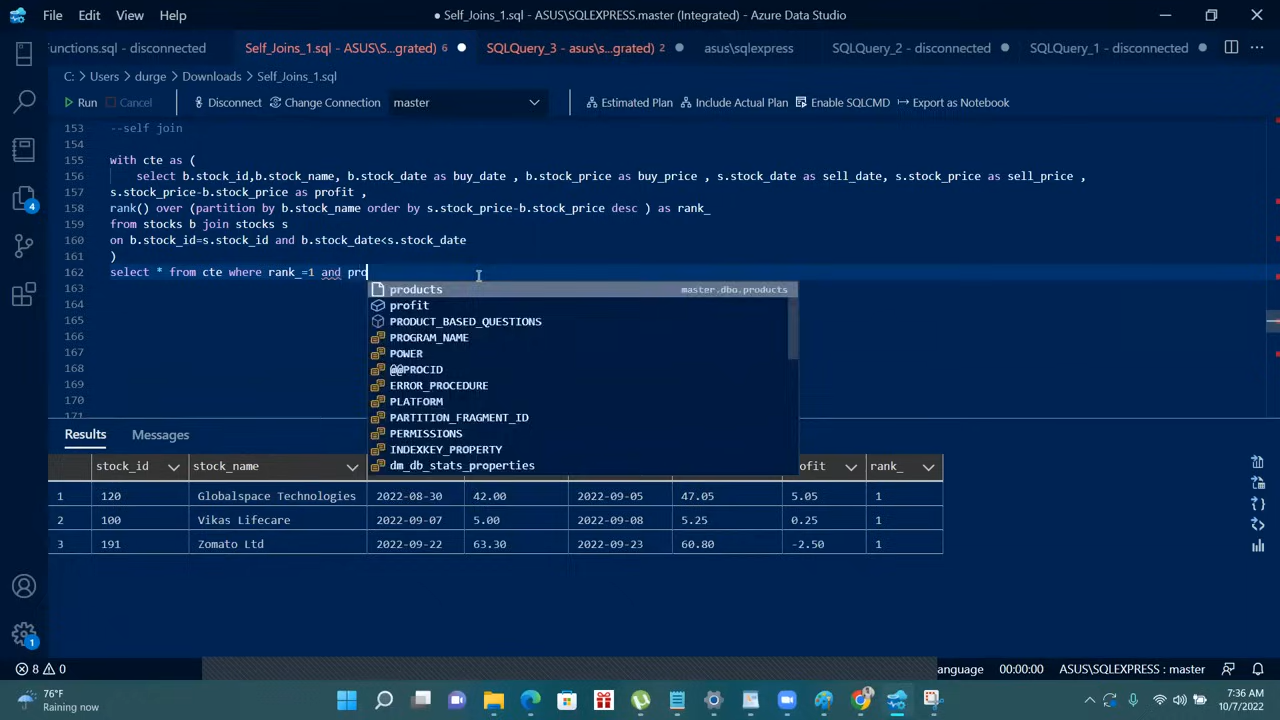 File Edit View Help
● Self_Joins_1.sql - ASUS\SQLEXPRESS.master (Integrated) - Azure Data Studio
unctions.sql - disconnected
Self_Joins_1.sql - ASUS\S...grated) 6
SQLQuery_3 - asus\s...grated) 2
asus\sqlexpress
SQLQuery_2 - disconnected
SQLQuery_1 - disconnected
C: > Users > durge > Downloads > Self_Joins_1.sql
Run Cancel Disconnect Change Connection master Estimated Plan Include Actual Plan Enable SQLCMD Export as Notebook
153 --self join
154
155 with cte as (
156 select b.stock_id,b.stock_name, b.stock_date as buy_date , b.stock_price as buy_price , s.stock_date as sell_date, s.stock_price as sell_price ,
157 s.stock_price-b.stock_price as profit ,
158 rank() over (partition by b.stock_name order by s.stock_price-b.stock_price desc ) as rank_
159 from stocks b join stocks s
160 on b.stock_id=s.stock_id and b.stock_date<s.stock_date
161 )
162 select * from cte where rank_=1 and pro
163
164
165
166
167
168
169
170
171
products master.dbo.products
profit
PRODUCT_BASED_QUESTIONS
PROGRAM_NAME
POWER
@@PROCID
ERROR_PROCEDURE
PLATFORM
PARTITION_FRAGMENT_ID
PERMISSIONS
INDEXKEY_PROPERTY
dm_db_stats_properties
4
Results Messages
stock_id stock_name ofit rank_
1 120 Globalspace Technologies 2022-08-30 42.00 2022-09-05 47.05 5.05 1
2 100 Vikas Lifecare 2022-09-07 5.00 2022-09-08 5.25 0.25 1
3 191 Zomato Ltd 2022-09-22 63.30 2022-09-23 60.80 -2.50 1
1
8 0
anguage 00:00:00 ASUS\SQLEXPRESS : master
76°F
Raining now
7:36 AM
10/7/2022